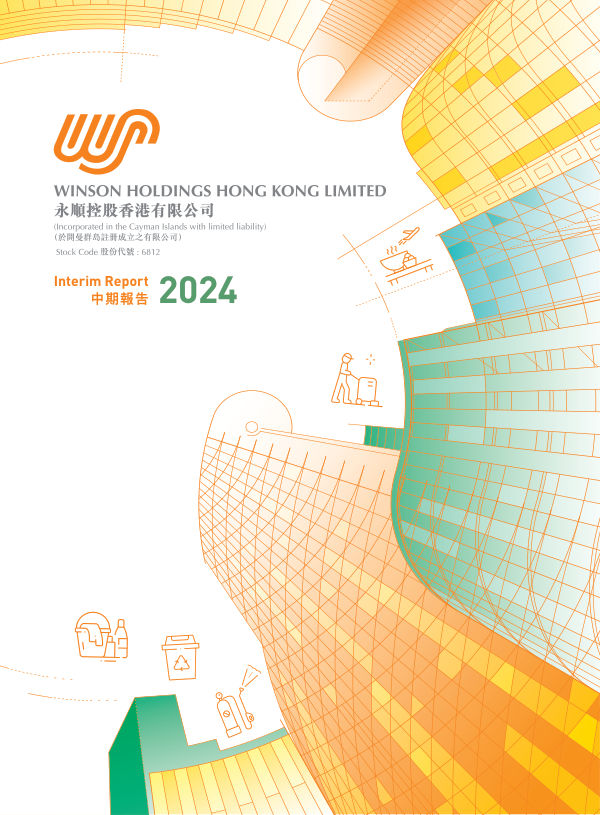 WS
WINSON HOLDINGS HONG KONG LIMITED
永順控股香港有限公司
(Incorporated in the Cayman Islands with limited liability)
(於開曼群島註冊成立之有限公司)
Stock Code 股份代號 : 6812
Interim Report
中期報告
2024